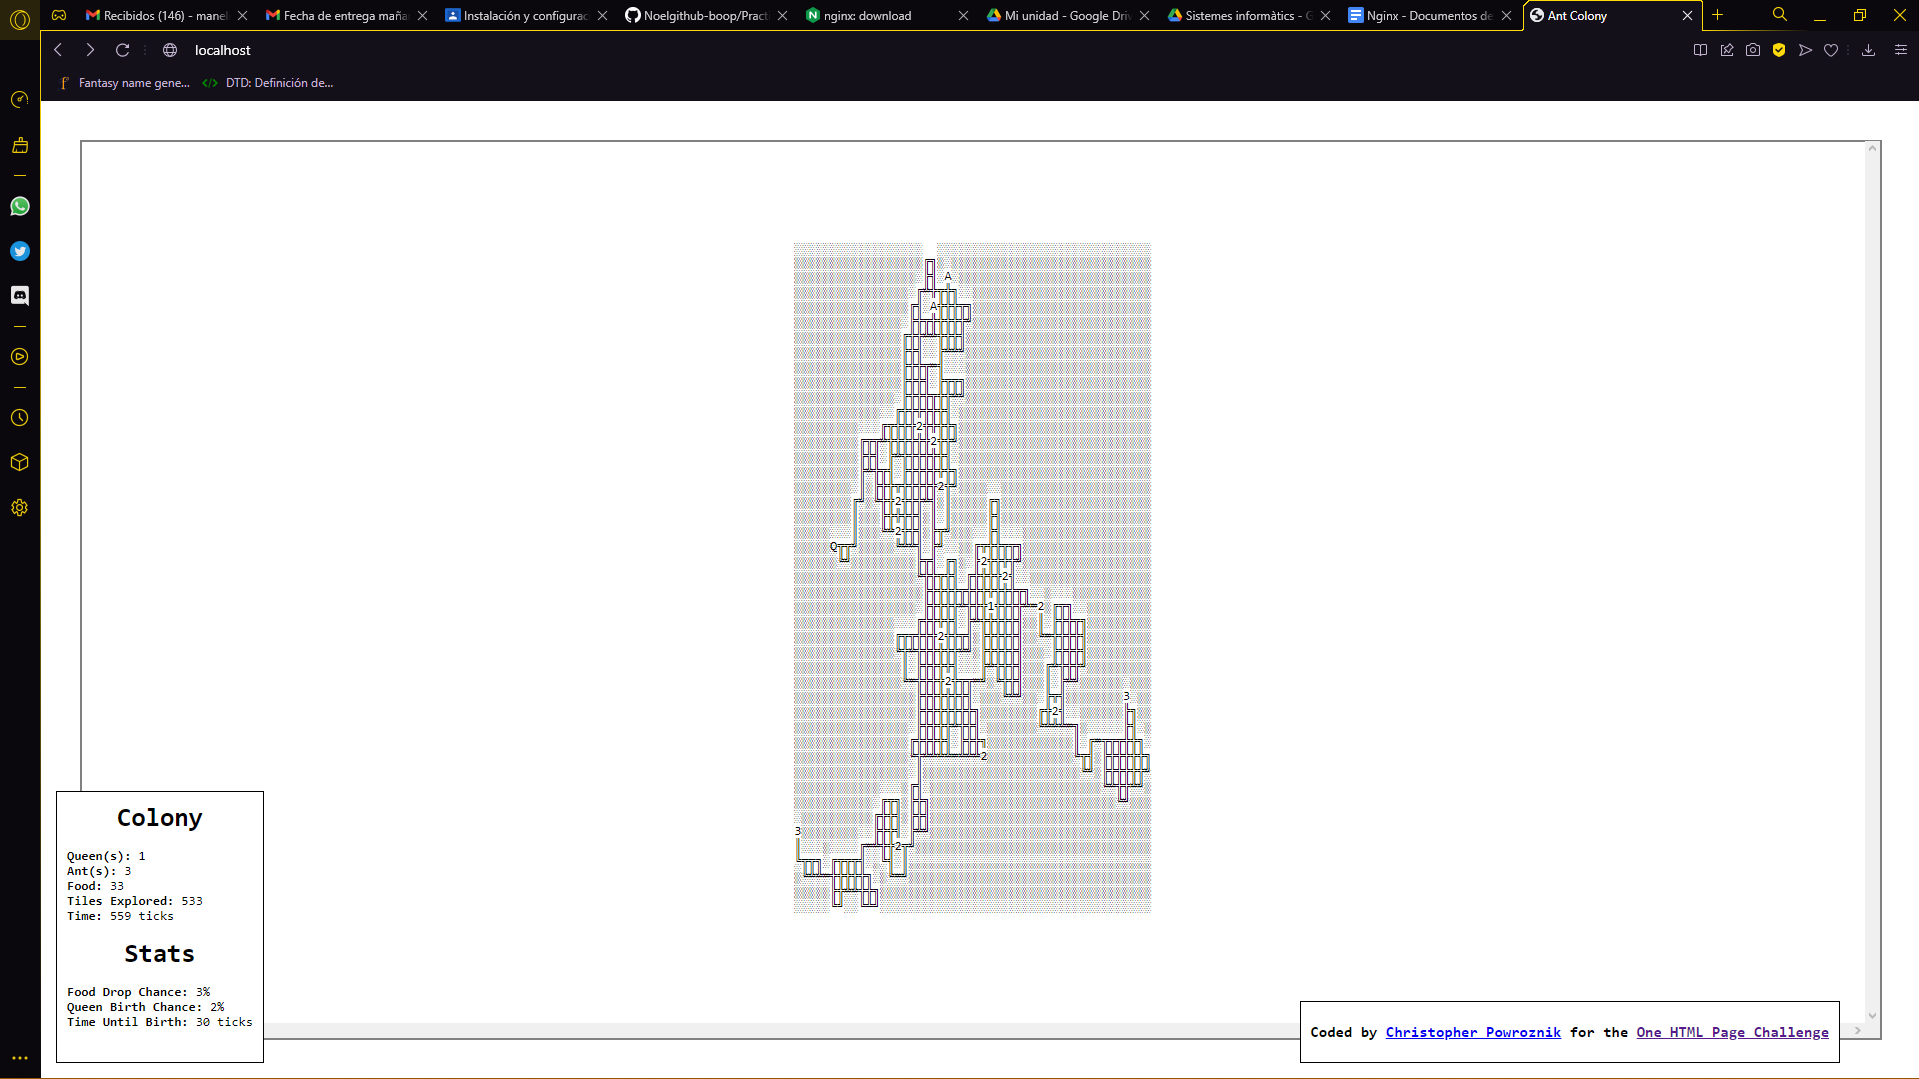 Recibidos (146) - mane
Fecha de entrega maña
Instalación y configurac
Noelgithub-boop/Pract
nginx: download
Mi unidad - Google Dri
Sistemes informàtics - G
Nginx - Documentos de
Ant Colony
localhost
Fantasy name gene...
DTD: Definición de...
A
A
2
2
2
2
2
Q
2
2
1
2
2
2
3
2
2
3
2
Colony
Queen(s): 1
Ant(s): 3
Food: 33
Tiles Explored: 533
Time: 559 ticks
Stats
Food Drop Chance: 3%
Queen Birth Chance: 2%
Time Until Birth: 30 ticks
Coded by Christopher Powroznik for the One HTML Page Challenge